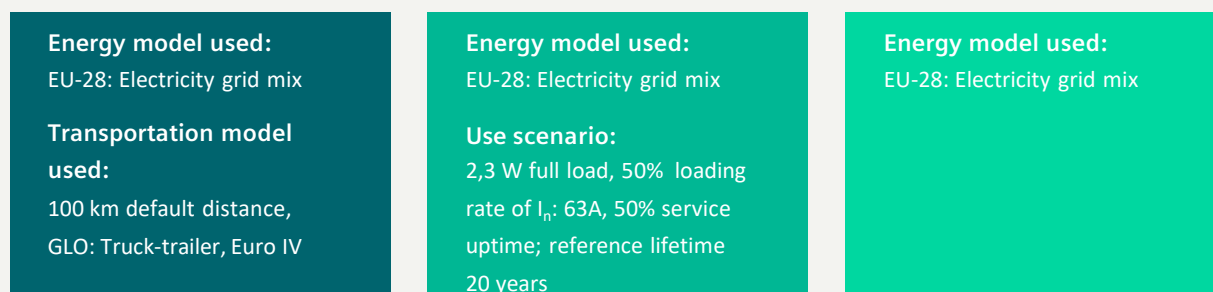 Energy model used:
EU-28: Electricity grid mix
Transportation model
used:
100 km default distance,
GLO: Truck-trailer, Euro IV
Energy model used:
EU-28: Electricity grid mix
Use scenario:
2,3 W full load, 50% loading
rate of Iₙ: 63A, 50% service
uptime; reference lifetime
20 years
Energy model used:
EU-28: Electricity grid mix